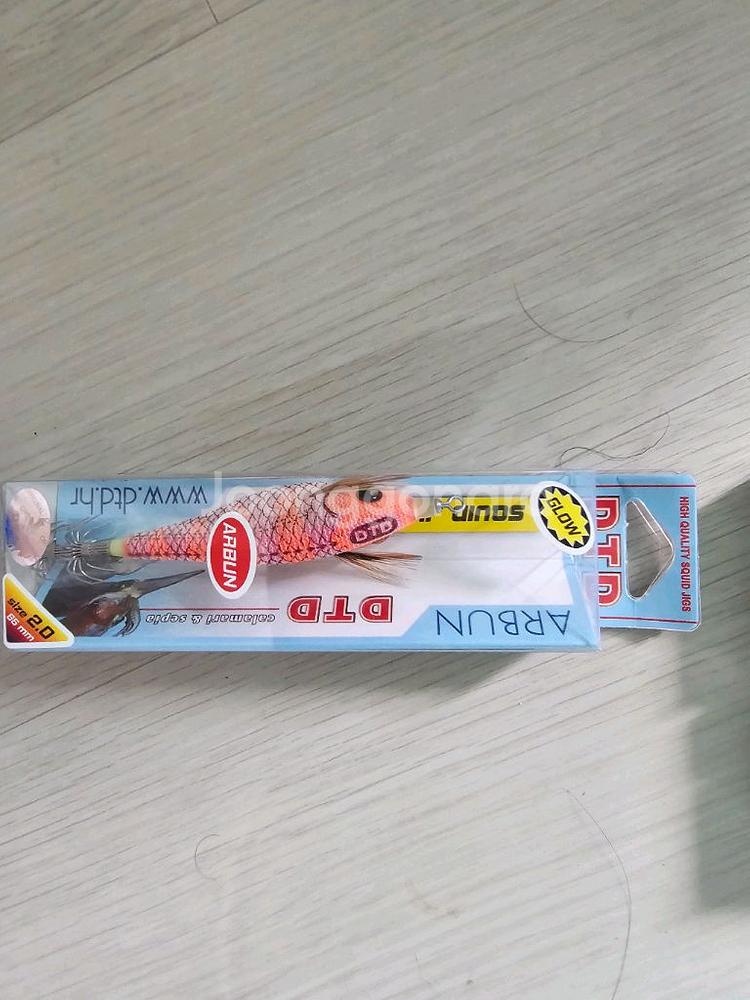 www.dtd.hr
SQUID
GLOW
DTD
ARBUN
DTD
HIGH QUALITY SQUID JIGS
size 2.0
65 mm
calamari & sepia
DTD
ARBUN